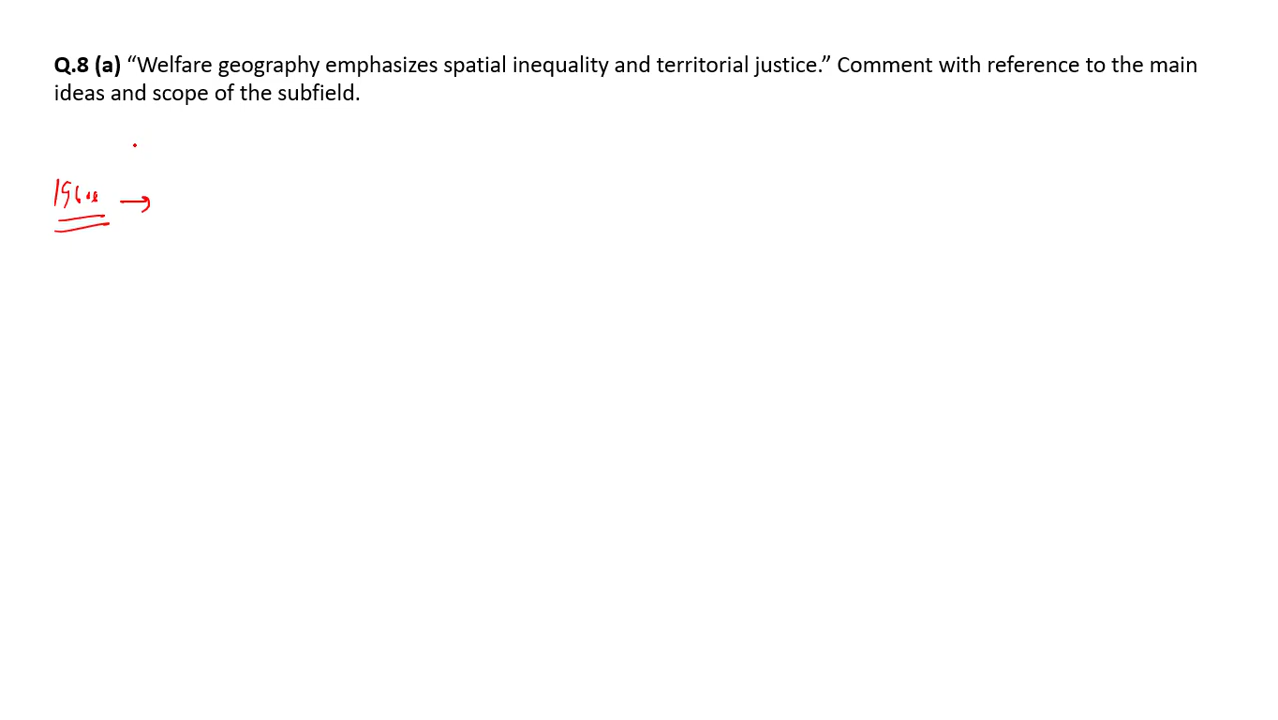 Q.8 (a) “Welfare geography emphasizes spatial inequality and territorial justice.” Comment with reference to the main
ideas and scope of the subfield.
1960s →